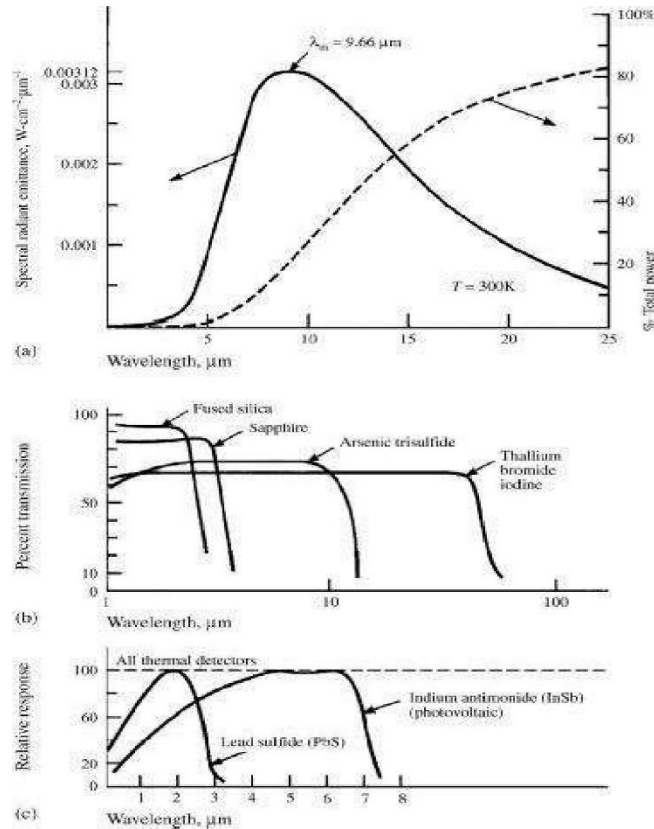 100%
λm = 9.66 μm
0.00312
0.003
80
60
0.002
40
0.001
20
T = 300K
Spectral radiant emittance, W-cm⁻²·μm⁻¹
% Total power
5
10
15
20
25
(a)
Wavelength, μm
100
Fused silica
Sapphire
Arsenic trisulfide
Thallium
bromide
iodine
50
10
0
Percent transmission
1
10
100
(b)
Wavelength, μm
All thermal detectors
100
Indium antimonide (InSb)
(photovoltaic)
60
Lead sulfide (PbS)
20
0
Relative response
1
2
3
4
5
6
7
8
(c)
Wavelength, μm